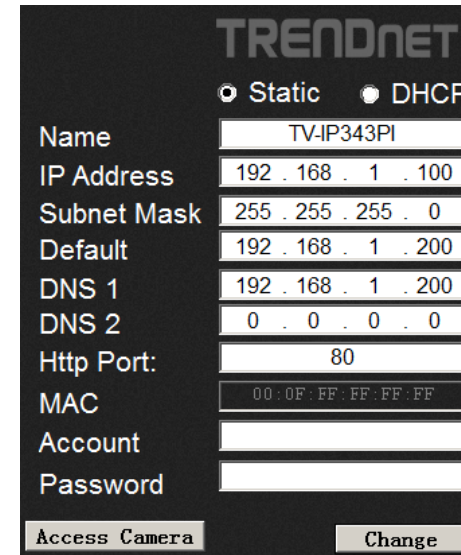 TRENDnET
Static DHCP
Name TV-IP343PI
IP Address 192 . 168 . 1 . 100
Subnet Mask 255 . 255 . 255 . 0
Default 192 . 168 . 1 . 200
DNS 1 192 . 168 . 1 . 200
DNS 2 0 . 0 . 0 . 0
Http Port: 80
MAC 00:0F:FF:FF:FF:FF
Account
Password
Access Camera Change